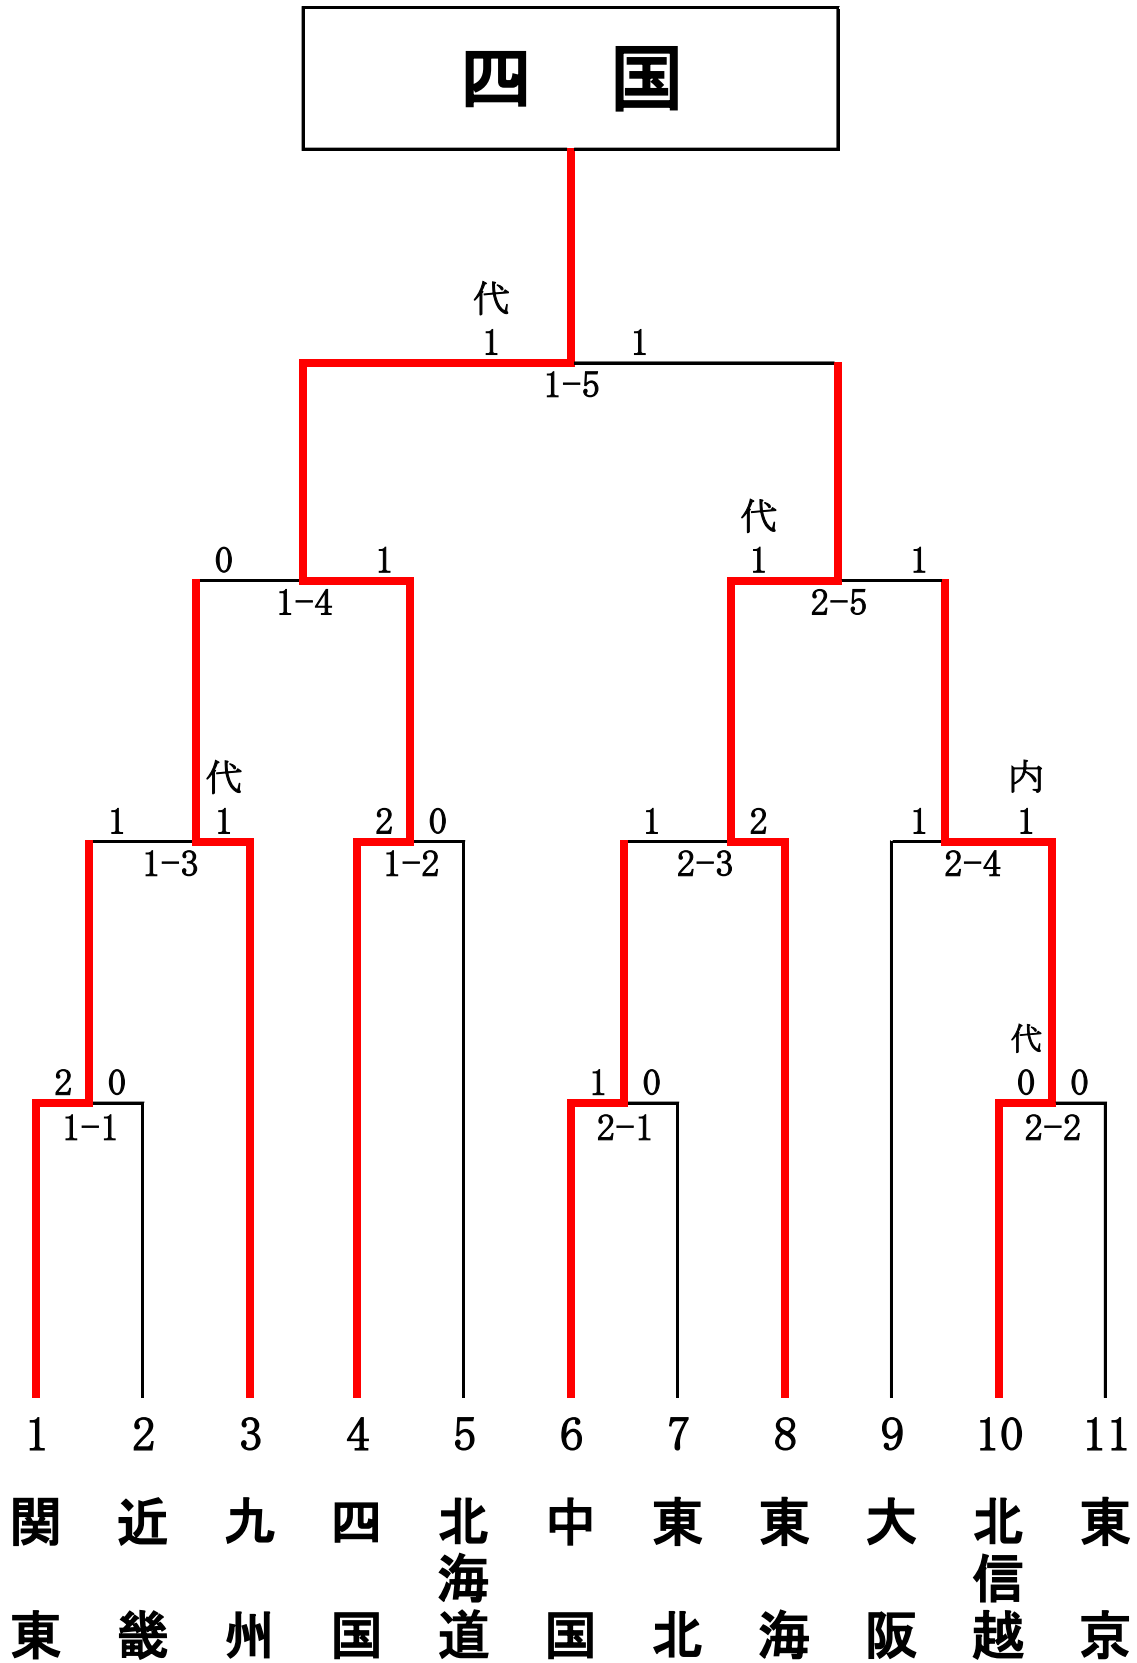 四 国
代
1 1
1-5
代
0 1 1 1
1-4 2-5
代 内
1 1 2 0 1 2 1 1
1-3 1-2 2-3 2-4
代
2 0 1 0 0 0
1-1 2-1 2-2
1 2 3 4 5 6 7 8 9 10 11
関東
近畿
九州
四国
北海道
中国
東北
東海
大阪
北信越
東京